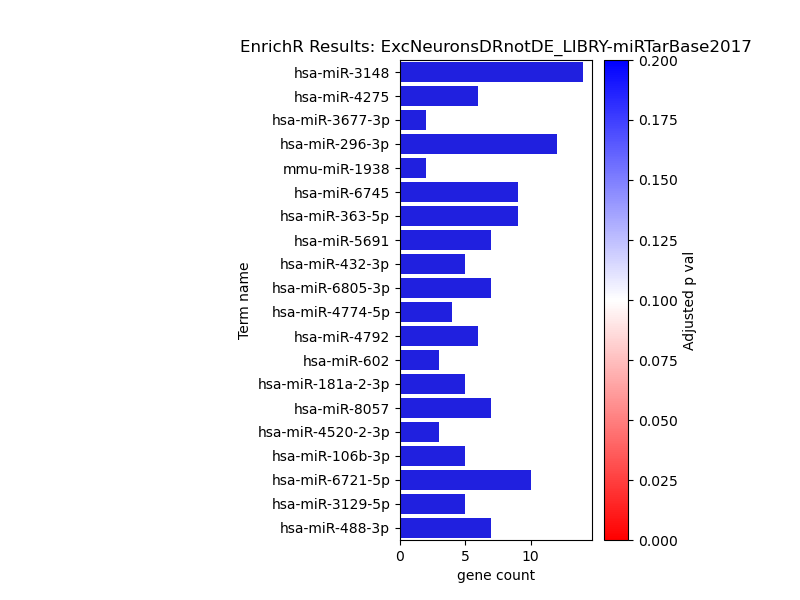 EnrichR Results: ExcNeuronsDRnotDE_LIBRY-miRTarBase2017
hsa-miR-3148
hsa-miR-4275
hsa-miR-3677-3p
hsa-miR-296-3p
mmu-miR-1938
hsa-miR-6745
hsa-miR-363-5p
hsa-miR-5691
hsa-miR-432-3p
hsa-miR-6805-3p
hsa-miR-4774-5p
hsa-miR-4792
hsa-miR-602
hsa-miR-181a-2-3p
hsa-miR-8057
hsa-miR-4520-2-3p
hsa-miR-106b-3p
hsa-miR-6721-5p
hsa-miR-3129-5p
hsa-miR-488-3p
Term name
0 5 10
gene count
0.200
0.175
0.150
0.125
0.100
0.075
0.050
0.025
0.000
Adjusted p val